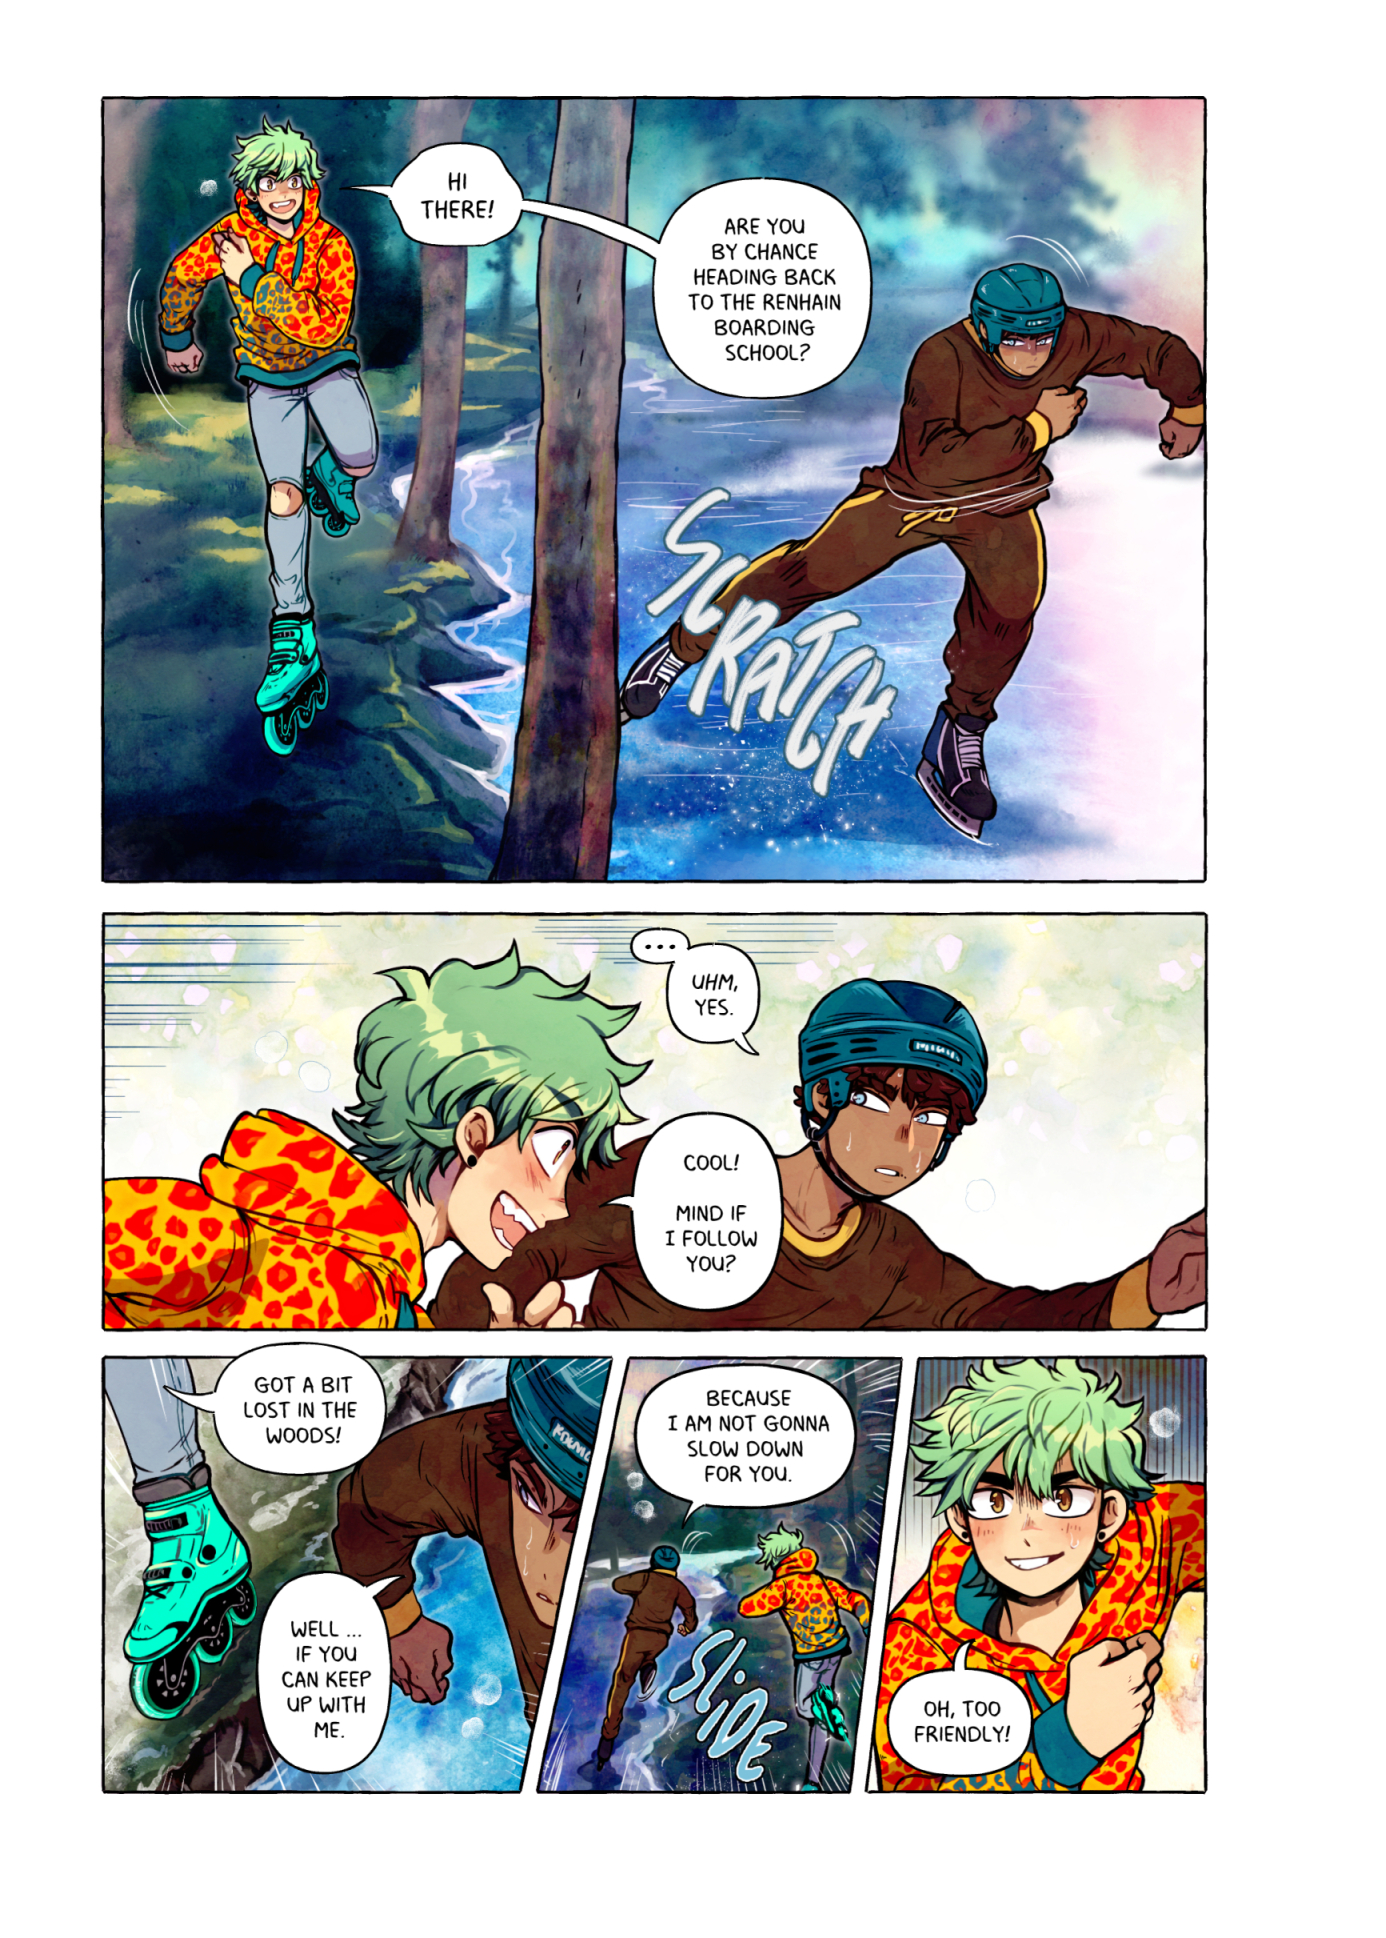 HI
THERE!
ARE YOU
BY CHANCE
HEADING BACK
TO THE RENHAIN
BOARDING
SCHOOL?
SCRATCH
...
UHM,
YES.
COOL!
MIND IF
I FOLLOW
YOU?
GOT A BIT
LOST IN THE
WOODS!
WELL ...
IF YOU
CAN KEEP
UP WITH
ME.
BECAUSE
I AM NOT GONNA
SLOW DOWN
FOR YOU.
SLIDE
OH, TOO
FRIENDLY!